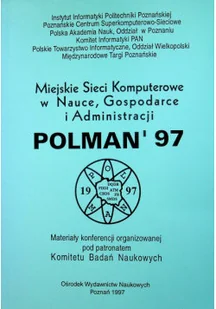 Instytut Informatyki Politechniki Poznańskiej
Poznańskie Centrum Superkomputerowo-Sieciowe
Polska Akademia Nauk, Oddział w Poznaniu
Komitet Informatyki PAN
Polskie Towarzystwo Informatyczne, Oddział Wielkopolski
Międzynarodowe Targi Poznańskie
Miejskie Sieci Komputerowe
w Nauce, Gospodarce
i Administracji
POLMAN' 97
19 97
Materiały konferencji organizowanej
pod patronatem
Komitetu Badań Naukowych
Ośrodek Wydawnictw Naukowych
Poznań 1997